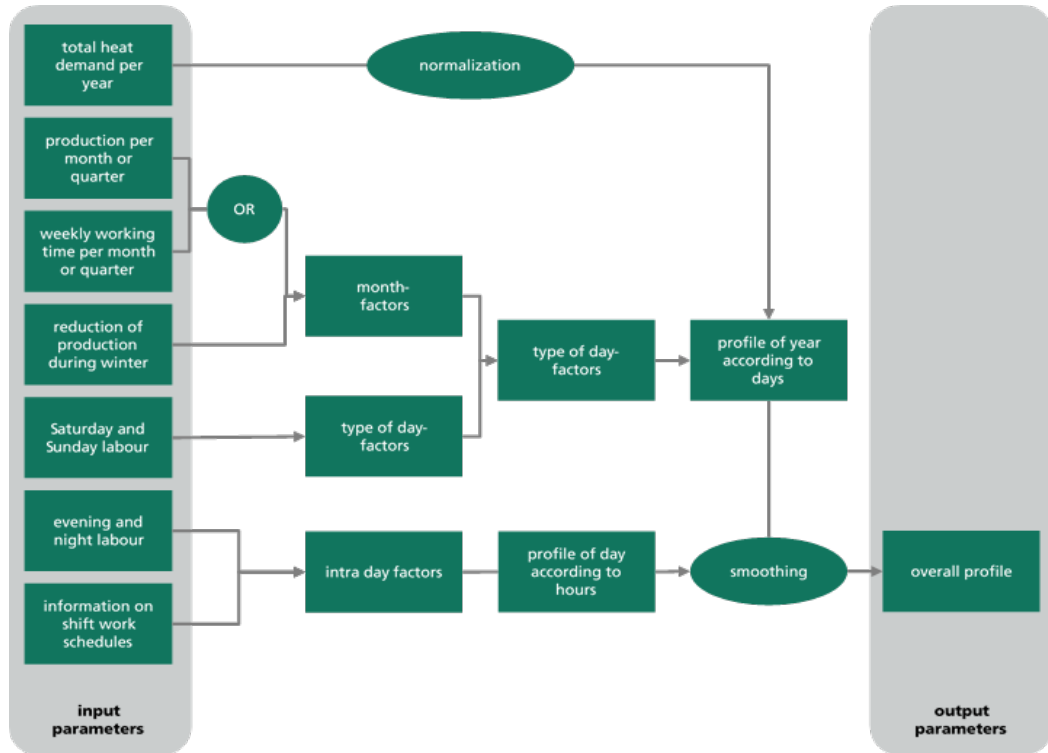 total heat
demand per
year
normalization
production per
month or
quarter
OR
weekly working
time per month
or quarter
month-
factors
reduction of
production
during winter
type of day-
factors
profile of year
according to
days
Saturday and
Sunday labour
type of day-
factors
evening and
night labour
intra day factors
profile of day
according to
hours
smoothing
overall profile
information on
shift work
schedules
input
parameters
output
parameters